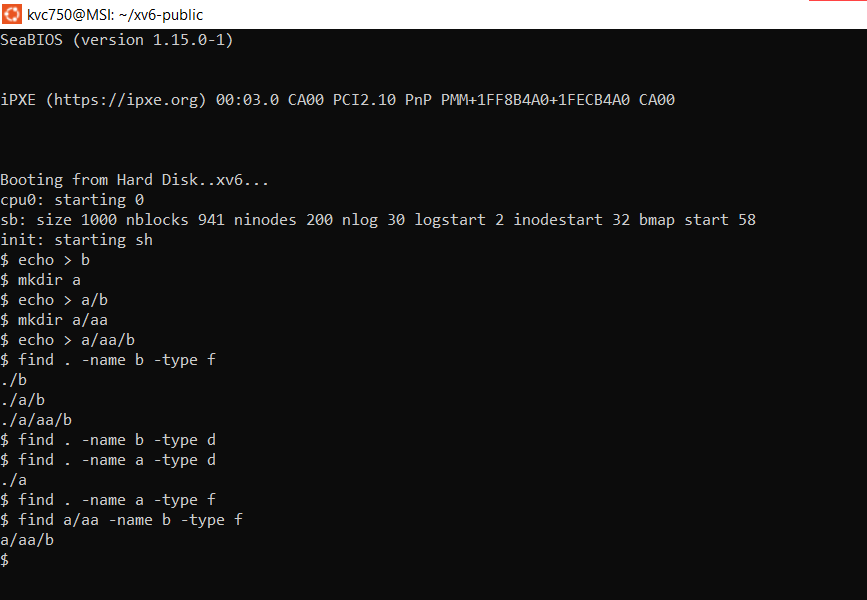 kvc750@MSI: ~/xv6-public
SeaBIOS (version 1.15.0-1)
iPXE (https://ipxe.org) 00:03.0 CA00 PCI2.10 PnP PMM+1FF8B4A0+1FECB4A0 CA00
Booting from Hard Disk..xv6...
cpu0: starting 0
sb: size 1000 nblocks 941 ninodes 200 nlog 30 logstart 2 inodestart 32 bmap start 58
init: starting sh
$ echo > b
$ mkdir a
$ echo > a/b
$ mkdir a/aa
$ echo > a/aa/b
$ find . -name b -type f
./b
./a/b
./a/aa/b
$ find . -name b -type d
$ find . -name a -type d
./a
$ find . -name a -type f
$ find a/aa -name b -type f
a/aa/b
$